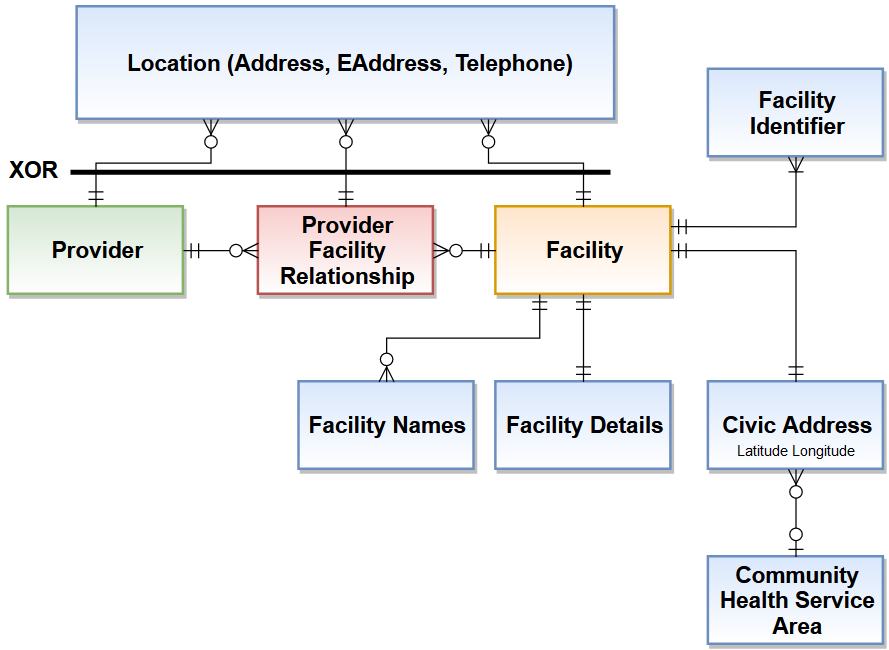 Location (Address, EAddress, Telephone)
Facility
Identifier
XOR
Provider
Provider
Facility
Relationship
Facility
Facility Names
Facility Details
Civic Address
Latitude Longitude
Community
Health Service
Area